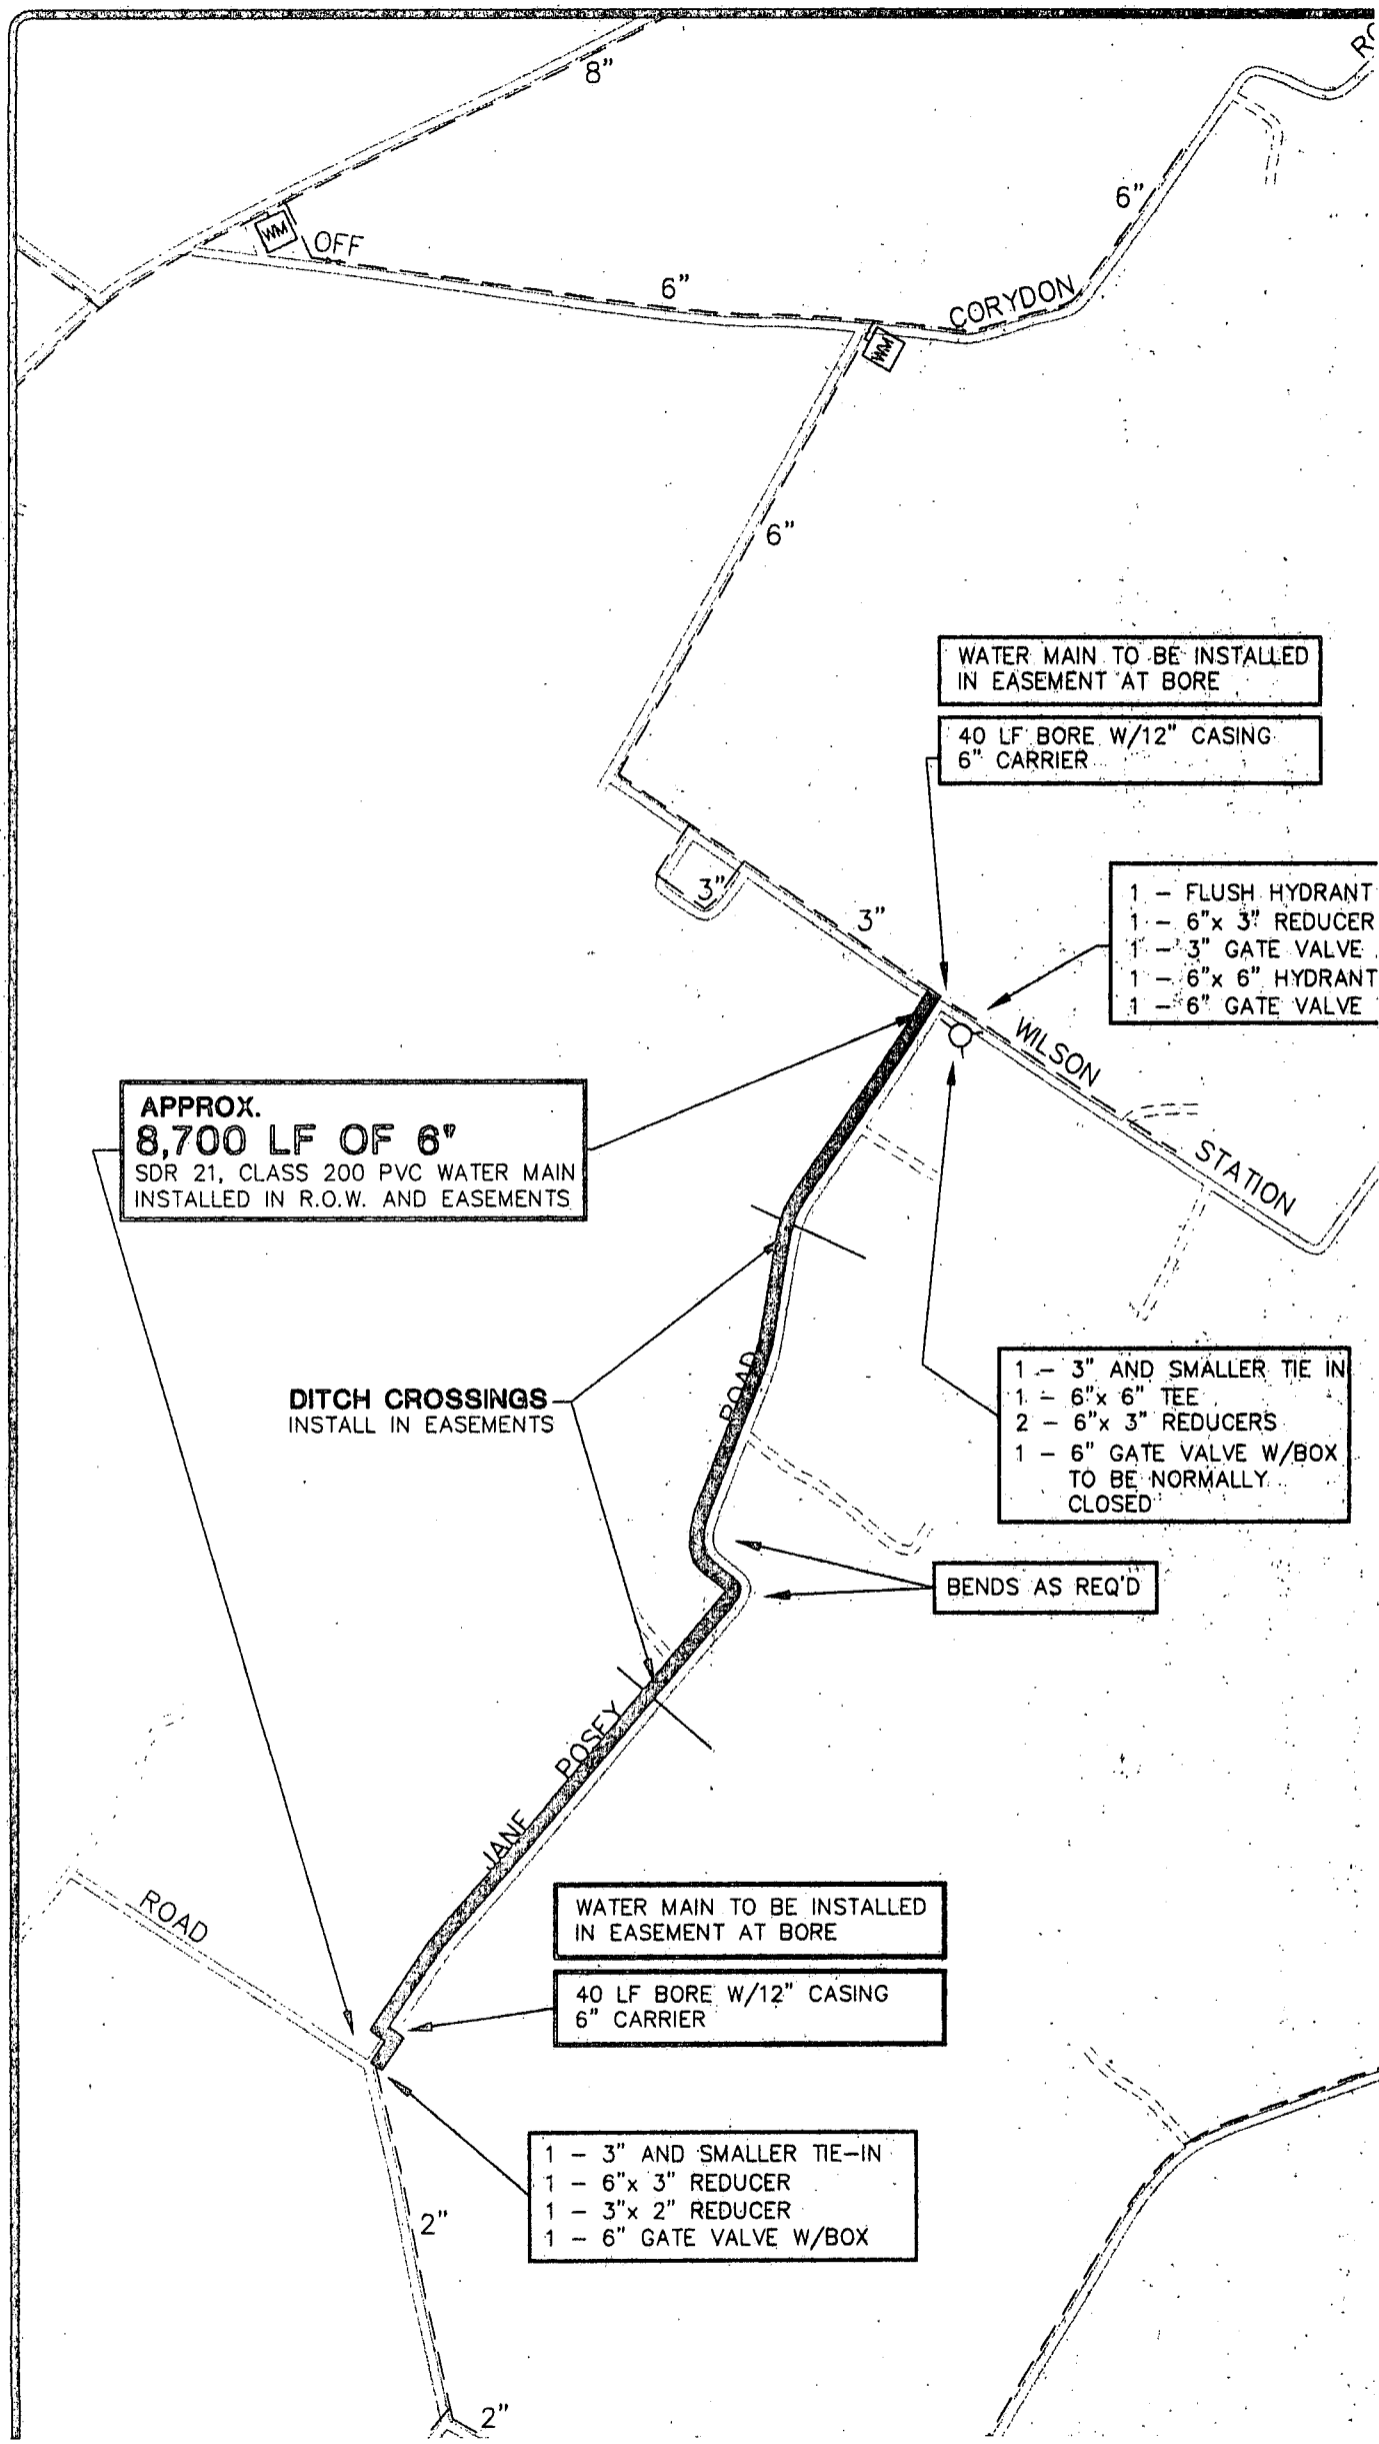 8"
6"
WM
OFF
6"
CORYDON
WM
6"
WATER MAIN TO BE INSTALLED
IN EASEMENT AT BORE
40 LF BORE W/12" CASING
6" CARRIER
3"
3"
1 - FLUSH HYDRANT
1 - 6"x 3" REDUCER
1 - 3" GATE VALVE
1 - 6"x 6" HYDRANT
1 - 6" GATE VALVE
WILSON
STATION
APPROX.
8,700 LF OF 6"
SDR 21, CLASS 200 PVC WATER MAIN
INSTALLED IN R.O.W. AND EASEMENTS
DITCH CROSSINGS
INSTALL IN EASEMENTS
ROAD
1 - 3" AND SMALLER TIE IN
1 - 6"x 6" TEE
2 - 6"x 3" REDUCERS
1 - 6" GATE VALVE W/BOX
TO BE NORMALLY
CLOSED
BENDS AS REQ'D
JANE POSEY
ROAD
WATER MAIN TO BE INSTALLED
IN EASEMENT AT BORE
40 LF BORE W/12" CASING
6" CARRIER
1 - 3" AND SMALLER TIE-IN
1 - 6"x 3" REDUCER
1 - 3"x 2" REDUCER
1 - 6" GATE VALVE W/BOX
2"
2"